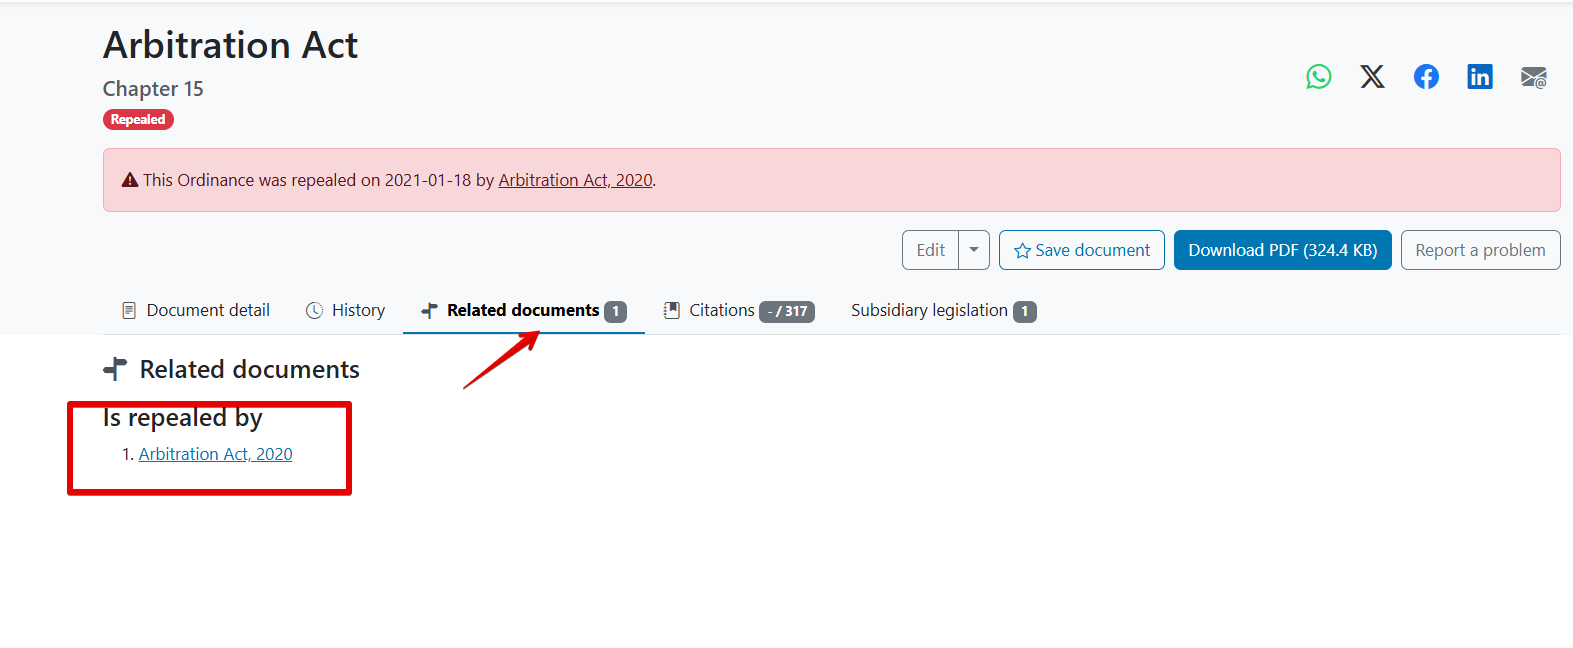 Arbitration Act
Chapter 15
Repealed
This Ordinance was repealed on 2021-01-18 by Arbitration Act, 2020.
Edit Save document Download PDF (324.4 KB) Report a problem
Document detail History Related documents 1 Citations - / 317 Subsidiary legislation 1
Related documents
Is repealed by
1. Arbitration Act, 2020